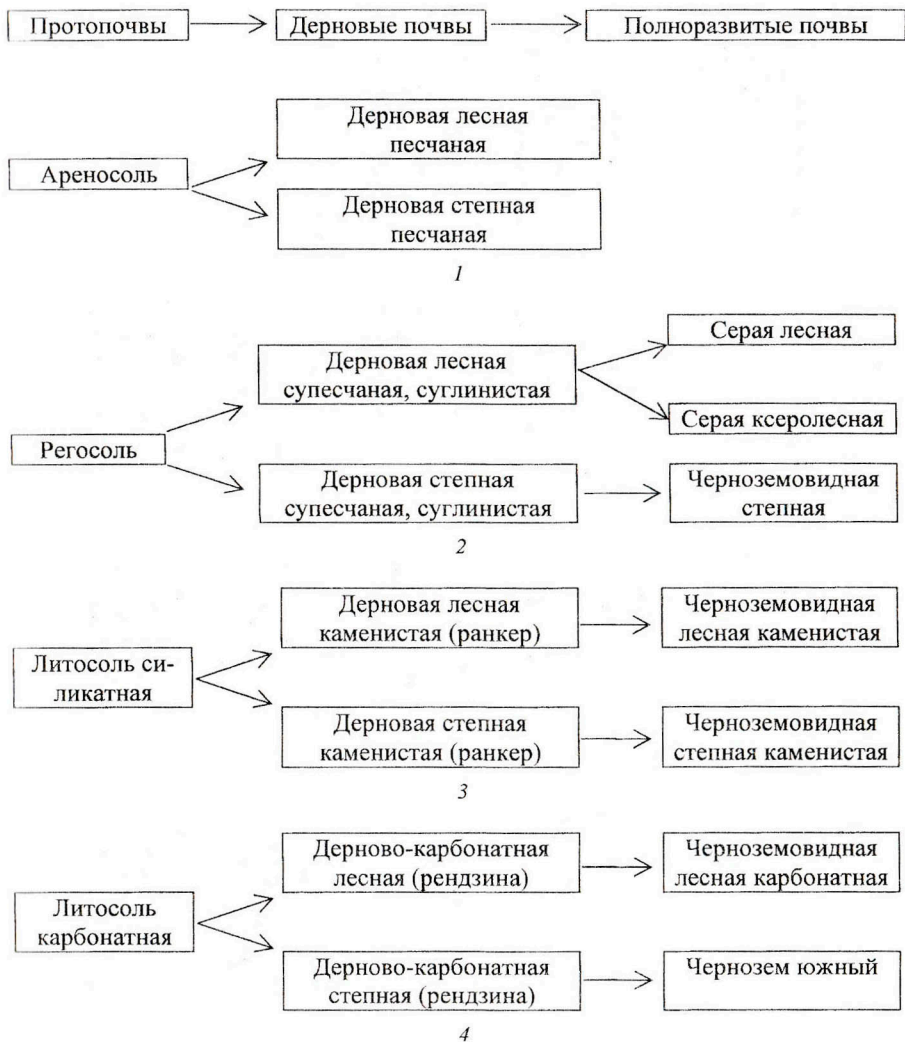 Протопочвы
Дерновые почвы
Полноразвитые почвы
Дерновая лесная
песчаная
Ареносоль
Дерновая степная
песчаная
1
Серая лесная
Дерновая лесная
супесчаная, суглинистая
Серая ксеролесная
Регосоль
Дерновая степная
супесчаная, суглинистая
Черноземовидная
степная
2
Дерновая лесная
каменистая (ранкер)
Черноземовидная
лесная каменистая
Литосоль си-
ликатная
Дерновая степная
каменистая (ранкер)
Черноземовидная
степная каменистая
3
Дерново-карбонатная
лесная (рендзина)
Черноземовидная
лесная карбонатная
Литосоль
карбонатная
Дерново-карбонатная
степная (рендзина)
Чернозем южный
4